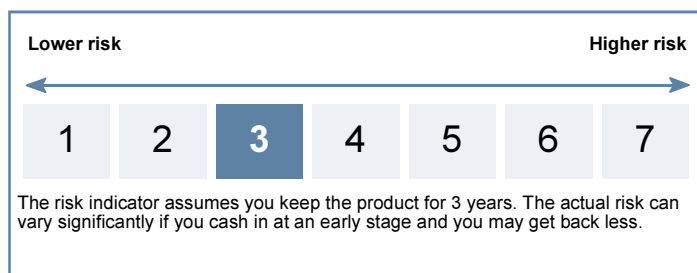 Lower risk Higher risk
1 2 3 4 5 6 7
The risk indicator assumes you keep the product for 3 years. The actual risk can
vary significantly if you cash in at an early stage and you may get back less.